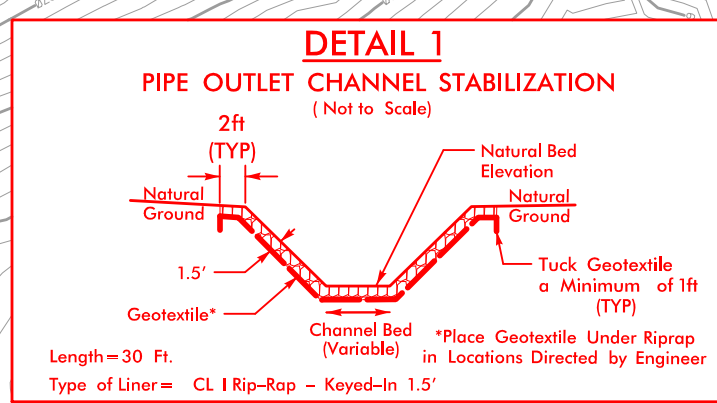 DETAIL 1
PIPE OUTLET CHANNEL STABILIZATION
( Not to Scale)
2ft
(TYP)
Natural
Ground
Natural Bed
Elevation
Natural
Ground
1.5'
Geotextile*
Channel Bed
(Variable)
Tuck Geotextile
a Minimum of 1ft
(TYP)
*Place Geotextile Under Riprap
in Locations Directed by Engineer
Length = 30 Ft.
Type of Liner = CL I Rip-Rap - Keyed-In 1.5'